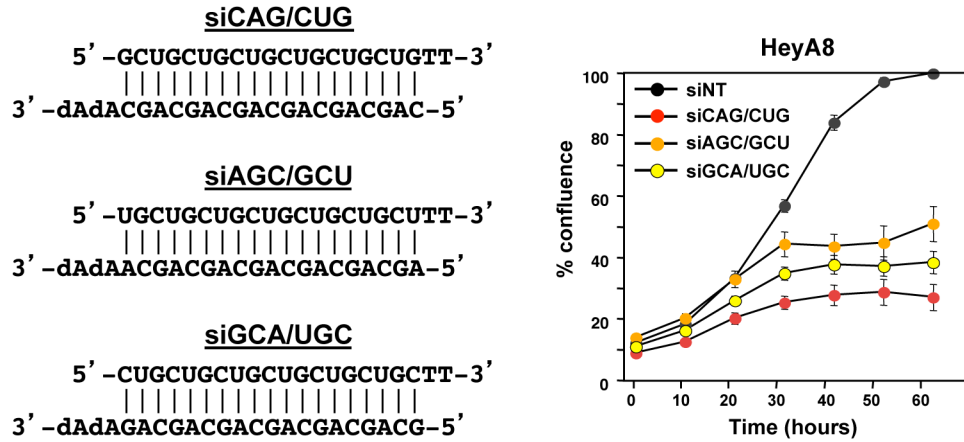 siCAG/CUG
5'-GCUGCUGCUGCUGCUGCUGTT-3'
3'-dAdACGACGACGACGACGACGAC-5'
siAGC/GCU
5'-UGCUGCUGCUGCUGCUGCUTT-3'
3'-dAdAACGACGACGACGACGACGA-5'
siGCA/UGC
5'-CUGCUGCUGCUGCUGCUGCTT-3'
3'-dAdAGACGACGACGACGACGACG-5'
HeyA8
siNT
siCAG/CUG
siAGC/GCU
siGCA/UGC
% confluence
100
80
60
40
20
0
0 10 20 30 40 50 60
Time (hours)